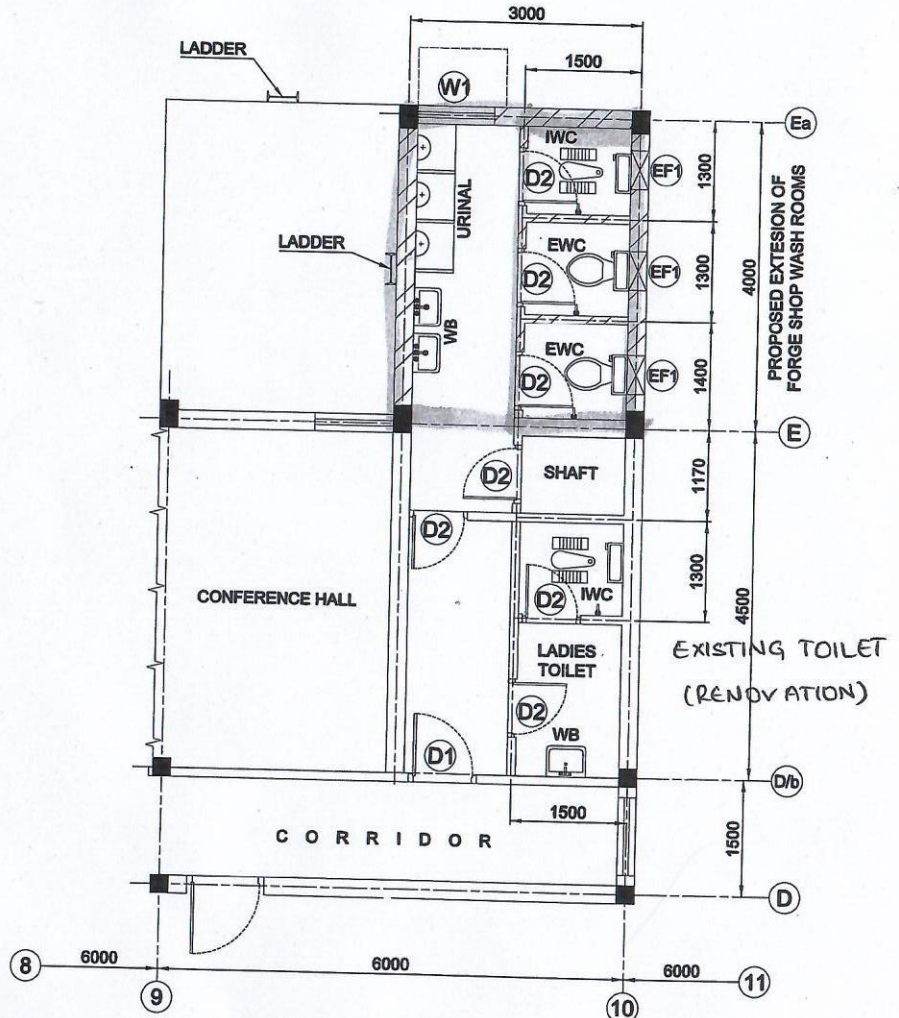 3000
LADDER
1500
W1
Ea
IWC
D2
EF1
1300
URINAL
LADDER
EWC
D2
EF1
1300
4000
PROPOSED EXTESION OF
FORGE SHOP WASH ROOMS
WB
EWC
D2
EF1
1400
E
D2
SHAFT
1170
D2
CONFERENCE HALL
D2
IWC
1300
4500
LADIES
TOILET
EXISTING TOILET
(RENOVATION)
D2
WB
D1
D/b
1500
CORRIDOR
1500
D
8
6000
6000
6000
11
9
10